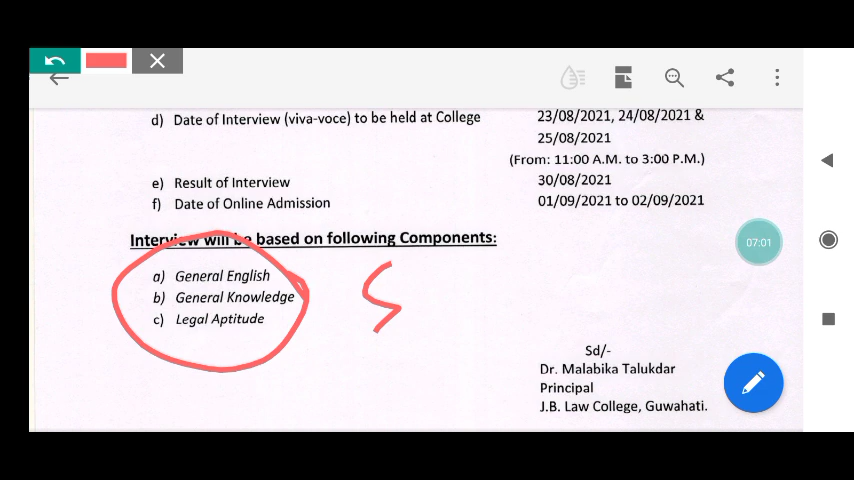 d) Date of Interview (viva-voce) to be held at College 23/08/2021, 24/08/2021 &
25/08/2021
(From: 11:00 A.M. to 3:00 P.M.)
e) Result of Interview 30/08/2021
f) Date of Online Admission 01/09/2021 to 02/09/2021
Interview will be based on following Components:
a) General English
b) General Knowledge
c) Legal Aptitude
07:01
Sd/-
Dr. Malabika Talukdar
Principal
J.B. Law College, Guwahati.